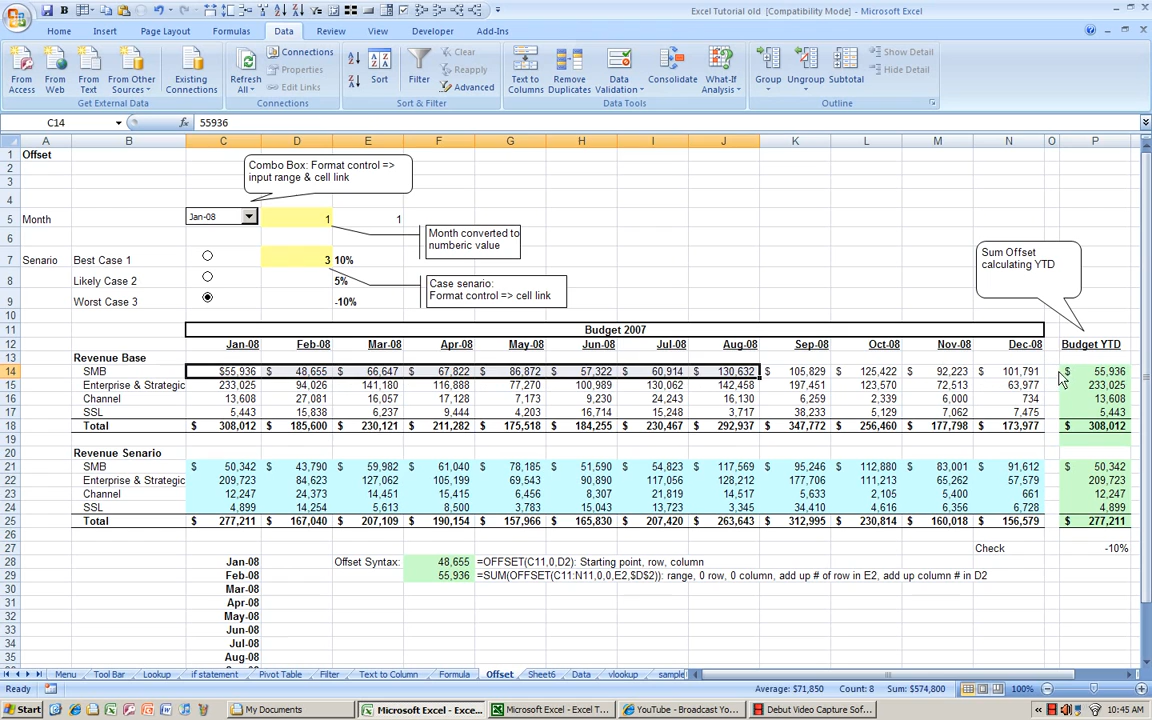 Excel Tutorial old [Compatibility Mode] - Microsoft Excel
Home Insert Page Layout Formulas Data Review View Developer Add-Ins
From Access
From Web
From Text
From Other Sources
Existing Connections
Get External Data
Refresh All
Connections
Properties
Edit Links
Connections
Sort
Filter
Clear
Reapply
Advanced
Sort & Filter
Text to Columns
Remove Duplicates
Data Validation
Consolidate
What-If Analysis
Data Tools
Group
Ungroup
Subtotal
Show Detail
Hide Detail
Outline
C14 fx 55936
A B C D E F G H I J K L M N O P
1 Offset
2
3
Combo Box: Format control =>
input range & cell link
4
5 Month Jan-08 1 1
Month converted to
numberic value
6
7 Senario Best Case 1 3 10%
8 Likely Case 2 5%
9 Worst Case 3 -10%
Case senario:
Format control => cell link
Sum Offset
calculating YTD
10
11 Budget 2007
12 Jan-08 Feb-08 Mar-08 Apr-08 May-08 Jun-08 Jul-08 Aug-08 Sep-08 Oct-08 Nov-08 Dec-08 Budget YTD
13 Revenue Base
14 SMB $55,936 $ 48,655 $ 66,647 $ 67,822 $ 86,872 $ 57,322 $ 60,914 $ 130,632 $ 105,829 $ 125,422 $ 92,223 $ 101,791 $ 55,936
15 Enterprise & Strategic 233,025 94,026 141,180 116,888 77,270 100,989 130,062 142,458 197,451 123,570 72,513 63,977 233,025
16 Channel 13,608 27,081 16,057 17,128 7,173 9,230 24,243 16,130 6,259 2,339 6,000 734 13,608
17 SSL 5,443 15,838 6,237 9,444 4,203 16,714 15,248 3,717 38,233 5,129 7,062 7,475 5,443
18 Total $ 308,012 $ 185,600 $ 230,121 $ 211,282 $ 175,518 $ 184,255 $ 230,467 $ 292,937 $ 347,772 $ 256,460 $ 177,798 $ 173,977 $ 308,012
19
20 Revenue Senario
21 SMB $ 50,342 $ 43,790 $ 59,982 $ 61,040 $ 78,185 $ 51,590 $ 54,823 $ 117,569 $ 95,246 $ 112,880 $ 83,001 $ 91,612 $ 50,342
22 Enterprise & Strategic 209,723 84,623 127,062 105,199 69,543 90,890 117,056 128,212 177,706 111,213 65,262 57,579 209,723
23 Channel 12,247 24,373 14,451 15,415 6,456 8,307 21,819 14,517 5,633 2,105 5,400 661 12,247
24 SSL 4,899 14,254 5,613 8,500 3,783 15,043 13,723 3,345 34,410 4,616 6,356 6,728 4,899
25 Total $ 277,211 $ 167,040 $ 207,109 $ 190,154 $ 157,966 $ 165,830 $ 207,420 $ 263,643 $ 312,995 $ 230,814 $ 160,018 $ 156,579 $ 277,211
26
27 Check -10%
28 Jan-08 Offset Syntax: 48,655 =OFFSET(C11,0,D2): Starting point, row, column
29 Feb-08 55,936 =SUM(OFFSET(C11:N11,0,0,E2,$D$2)): range, 0 row, 0 column, add up # of row in E2, add up column # in D2
30 Mar-08
31 Apr-08
32 May-08
33 Jun-08
34 Jul-08
35 Aug-08
Menu Tool Bar Lookup if statement Pivot Table Filter Text to Column Formula Offset Sheet6 Data vlookup sample
Ready Average: $71,850 Count: 8 Sum: $574,800 100%
Start My Documents Microsoft Excel - Exce... Microsoft Excel - Exc T... YouTube - Broadcast Yo... Debut Video Capture Sof... 10:45 AM